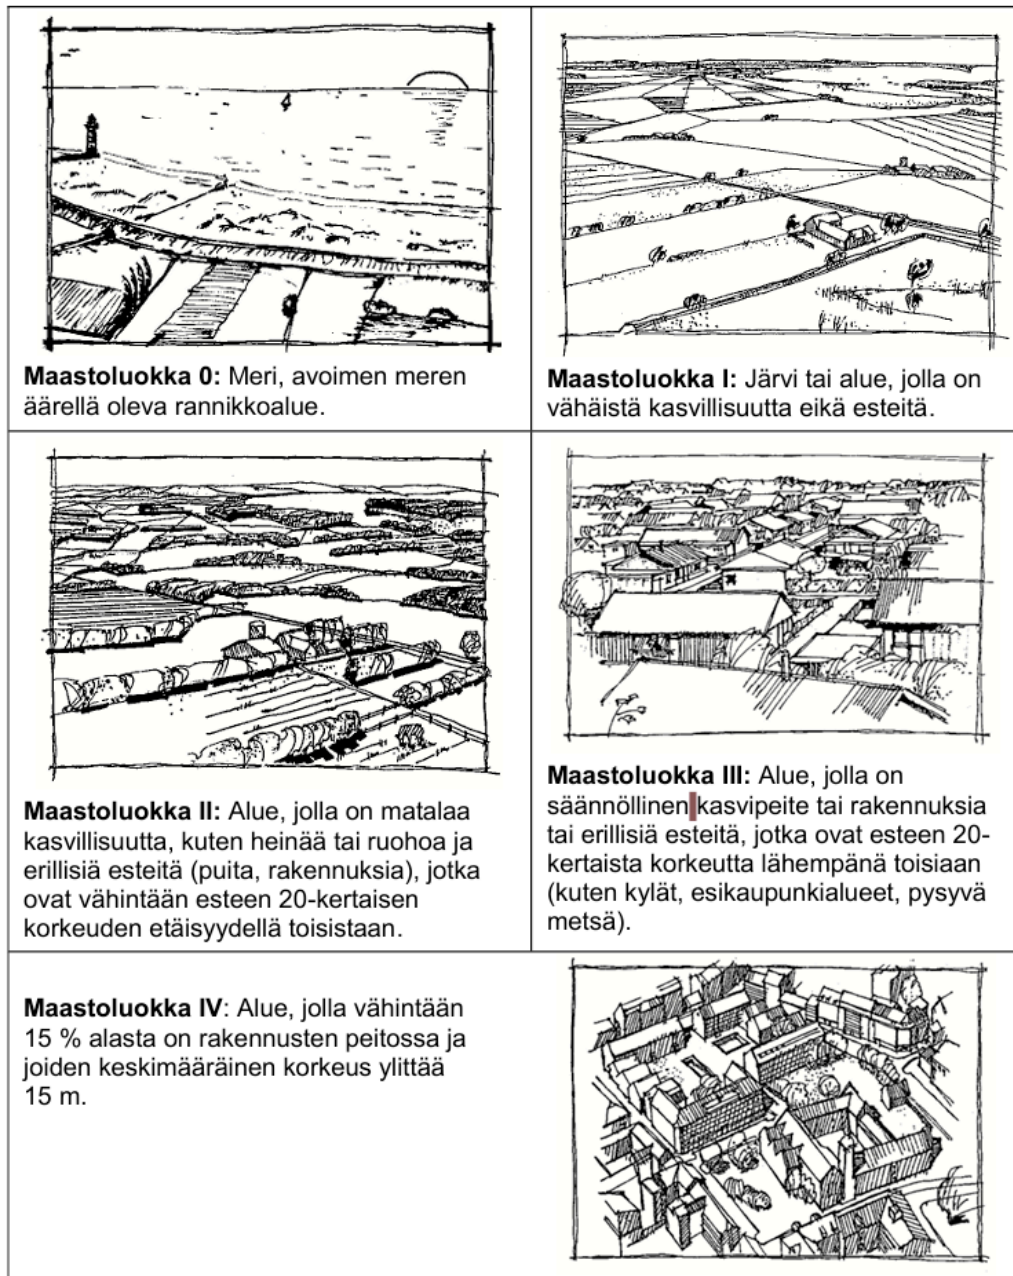 Maastoluokka 0: Meri, avoimen meren
äärellä oleva rannikkoalue.
Maastoluokka I: Järvi tai alue, jolla on
vähäistä kasvillisuutta eikä esteitä.
Maastoluokka II: Alue, jolla on matalaa
kasvillisuutta, kuten heinää tai ruohoa ja
erillisiä esteitä (puita, rakennuksia), jotka
ovat vähintään esteen 20-kertaisen
korkeuden etäisyydellä toisistaan.
Maastoluokka III: Alue, jolla on
säännöllinen kasvipeite tai rakennuksia
tai erillisiä esteitä, jotka ovat esteen 20-
kertaista korkeutta lähempänä toisiaan
(kuten kylät, esikaupunkialueet, pysyvä
metsä).
Maastoluokka IV: Alue, jolla vähintään
15 % alasta on rakennusten peitossa ja
joiden keskimääräinen korkeus ylittää
15 m.